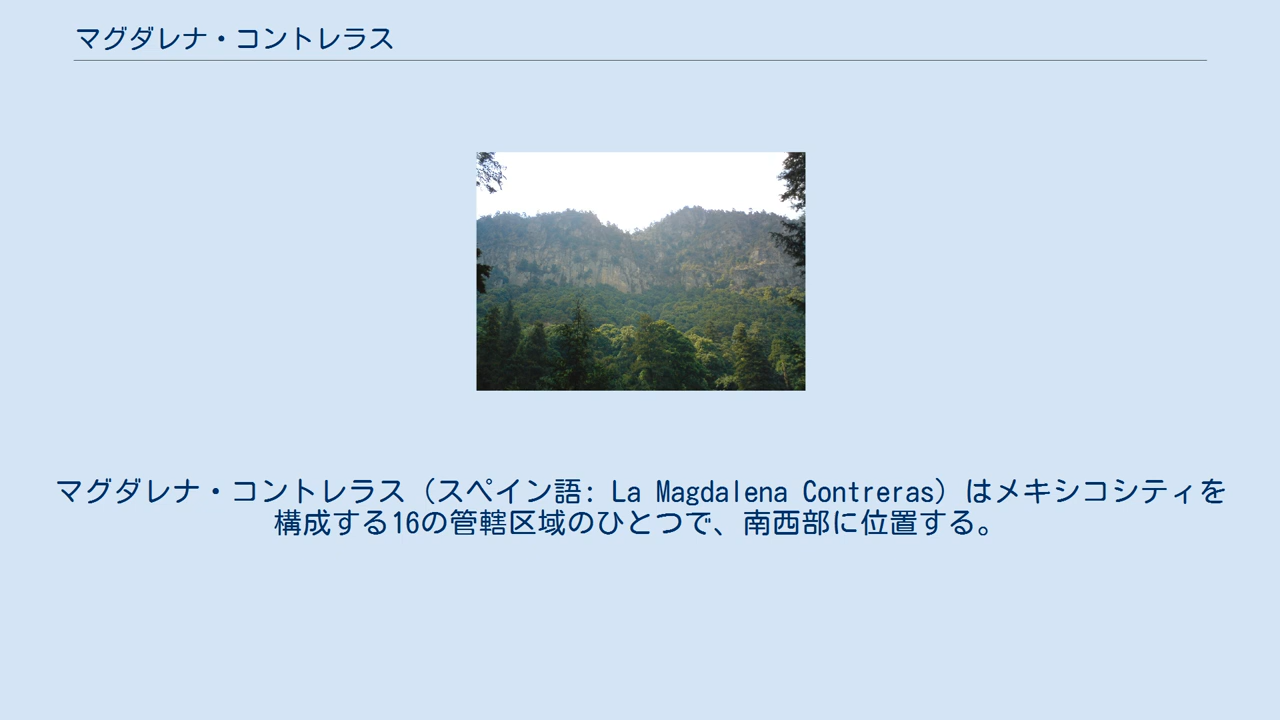 マグダレナ・コントレラス
マグダレナ・コントレラス（スペイン語: La Magdalena Contreras）はメキシコシティを
構成する16の管轄区域のひとつで、南西部に位置する。